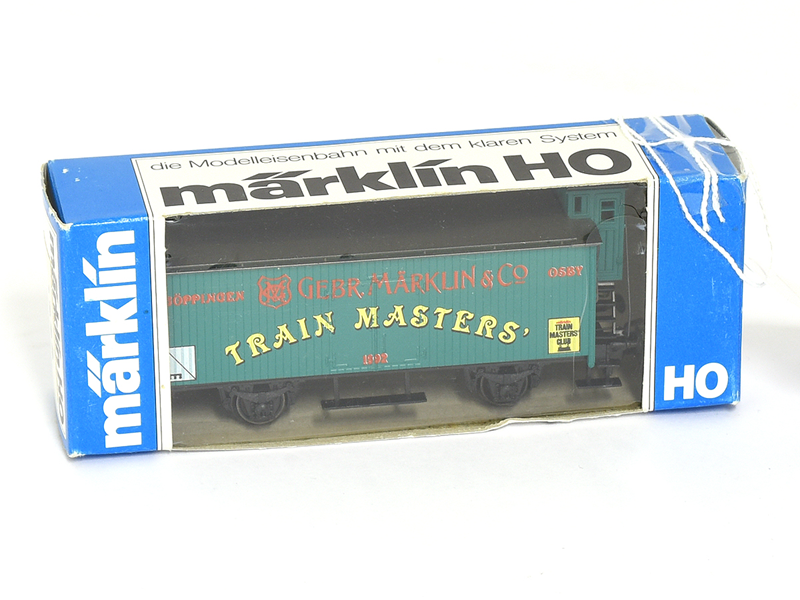 die Modelleisenbahn mit dem klaren System
märklin HO
märklin
GÖPPINGEN
GEBR. MÄRKLIN & Co
TRAIN MASTERS'
TRAIN
MASTERS'
CLUB
HO